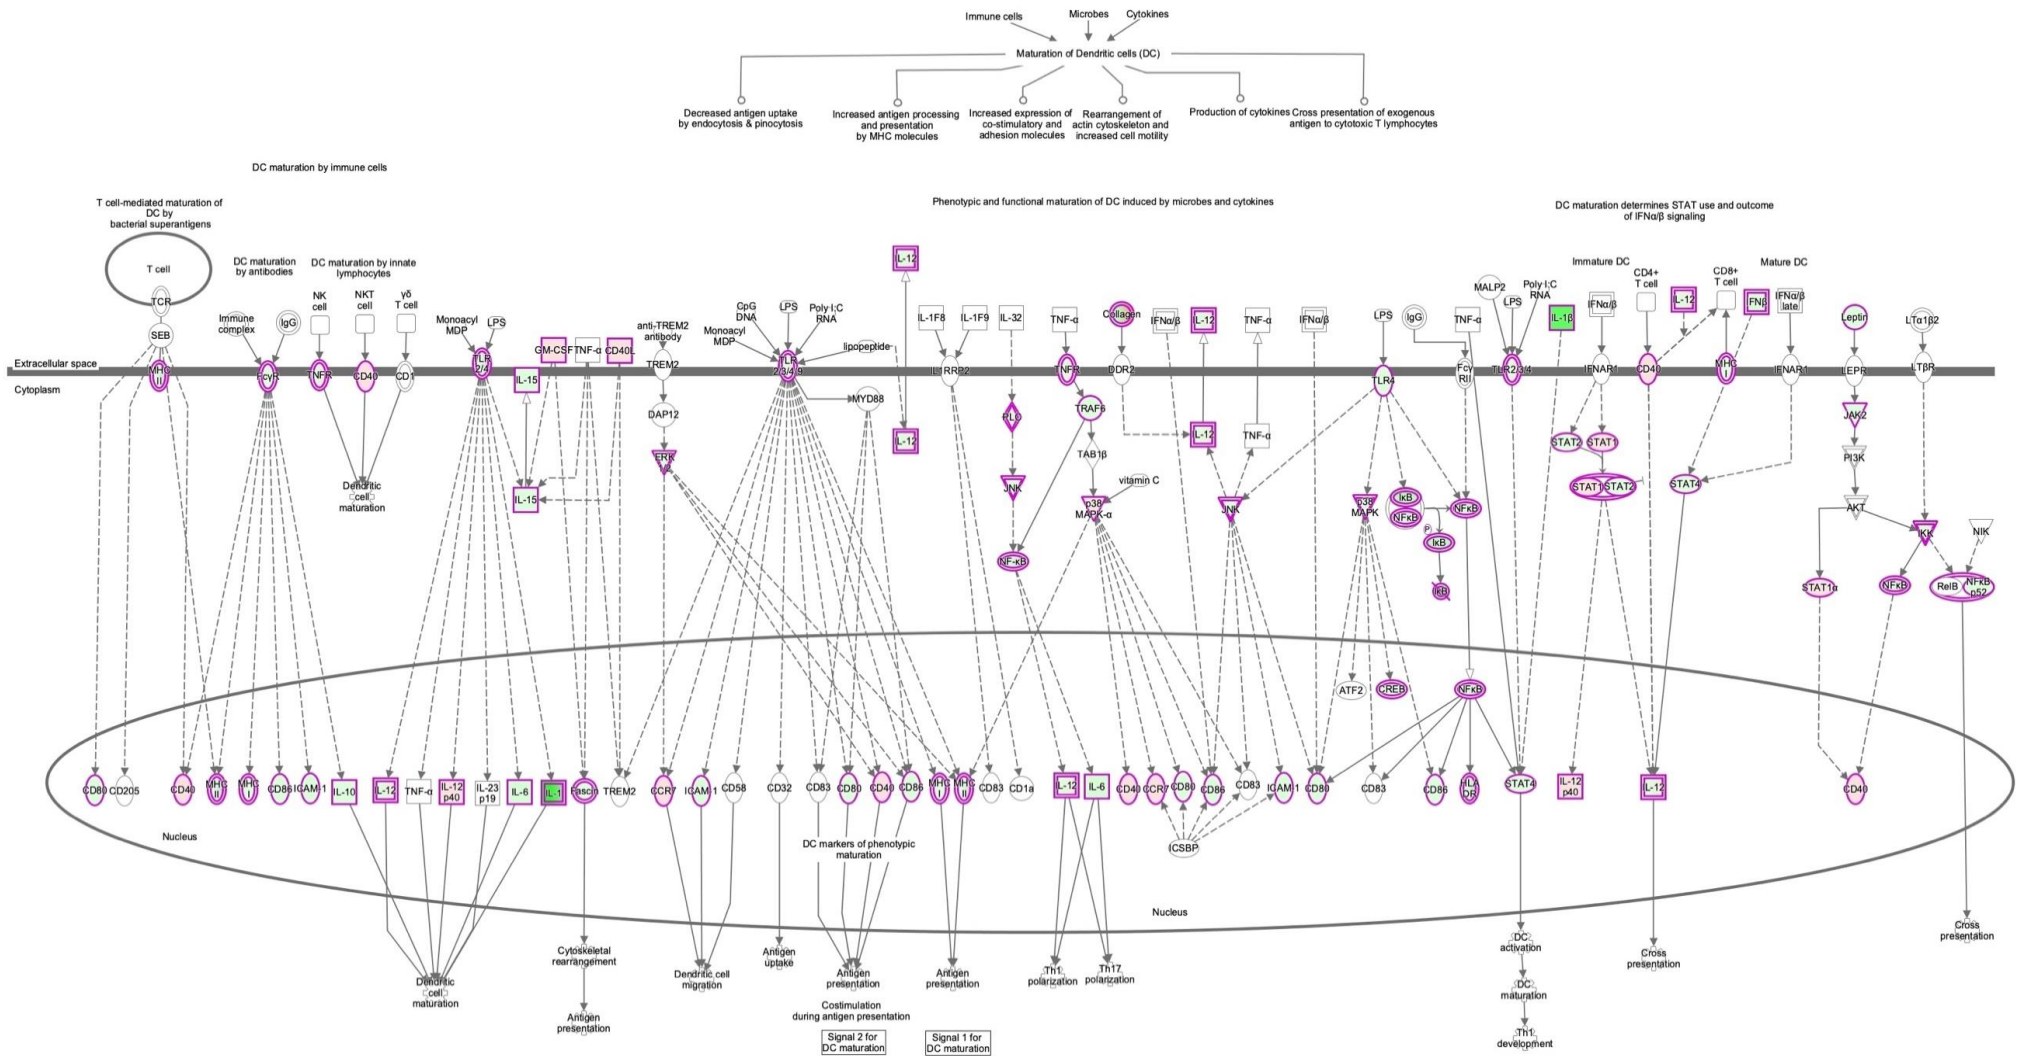 Immune cells
Microbes
Cytokines
Maturation of Dendritic cells (DC)
Decreased antigen uptake
by endocytosis & pinocytosis
Increased antigen processing
and presentation
by MHC molecules
Increased expression of
co-stimulatory and
adhesion molecules
Rearrangement of
actin cytoskeleton and
increased cell motility
Production of cytokines
Cross presentation of exogenous
antigen to cytotoxic T lymphocytes
DC maturation by immune cells
T cell-mediated maturation of
DC by
bacterial superantigens
Phenotypic and functional maturation of DC induced by microbes and cytokines
DC maturation determines STAT use and outcome
of IFNα/β signaling
T cell
DC maturation
by antibodies
DC maturation by innate
lymphocytes
Immature DC
Mature DC
TCR
SEB
Immune
complex
IgG
NK
cell
NKT
cell
γδ
T cell
Monoacyl
MDP
LPS
GM-CSF
TNF-α
CD40L
anti-TREM2
antibody
CpG
DNA
LPS
Poly I;C
RNA
Monoacyl
MDP
lipopeptide
IL-12
IL-1F8
IL-1F9
IL-32
TNF-α
Collagen
IFNα/β
IL-12
TNF-α
IFNα/β
LPS
IgG
TNF-α
MALP2
LPS
Poly I;C
RNA
IL-1β
IFNα/β
CD4+
T cell
IL-12
CD8+
T cell
FNβ
IFNα/β
late
Leptin
LTα1β2
Extracellular space
Cytoplasm
MHC
II
FcγR
TNFR
CD40
CD1
TLR
2/4
IL-15
TREM2
TLR
2/3/4/9
IL1RRP2
TNFR
DDR2
TLR4
Fcγ
RII
TLR2/3/4
IFNAR1
CD40
MHC
I
IFNAR1
LEPR
LTβR
DAP12
MYD88
PLC
TRAF6
IL-12
IL-12
TNF-α
JAK2
ERK
1/2
TAB1β
STAT2
STAT1
PI3K
Dendritic
cell
maturation
IL-15
JNK
vitamin C
p38
MAPK-α
JNK
p38
MAPK
IκB
NFκB
NFκB
P
IκB
IκB
STAT1
STAT2
STAT4
AKT
IKK
NIK
NF-κB
STAT1α
NFκB
RelB
NFkB
p52
ATF2
CREB
NFκB
CD80
CD205
CD40
MHC
II
MHC
I
CD86
ICAM-1
IL-10
IL-12
TNF-α
IL-12
p40
IL-23
p19
IL-6
IL-1
Fascin
TREM2
CCR7
ICAM-1
CD58
CD32
CD83
CD80
CD40
CD86
MHC
I
MHC
II
CD83
CD1a
IL-12
IL-6
CD40
CCR7
CD80
CD86
CD83
ICAM-1
CD80
CD83
CD86
HLA
DR
STAT4
IL-12
p40
IL-12
CD40
Nucleus
DC markers of phenotypic
maturation
ICSBP
Nucleus
Dendritic
cell
maturation
Cytoskeletal
rearrangement
Antigen
presentation
Dendritic cell
migration
Antigen
uptake
Antigen
presentation
Antigen
presentation
Costimulation
during antigen presentation
Signal 2 for
DC maturation
Signal 1 for
DC maturation
Th1
polarization
Th17
polarization
DC
activation
DC
maturation
Th1
development
Cross
presentation
Cross
presentation